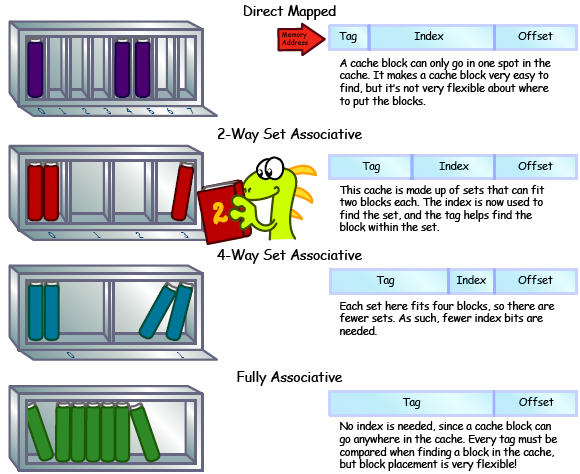 Direct Mapped
Memory
Address
Tag Index Offset
A cache block can only go in one spot in the
cache. It makes a cache block very easy to
find, but it's not very flexible about where
to put the blocks.
0 1 2 3 4 5 6 7
2-Way Set Associative
Tag Index Offset
This cache is made up of sets that can fit
two blocks each. The index is now used to
find the set, and the tag helps find the
block within the set.
2
0 1 2 3
4-Way Set Associative
Tag Index Offset
Each set here fits four blocks, so there are
fewer sets. As such, fewer index bits are
needed.
0 1
Fully Associative
Tag Offset
No index is needed, since a cache block can
go anywhere in the cache. Every tag must be
compared when finding a block in the cache,
but block placement is very flexible!